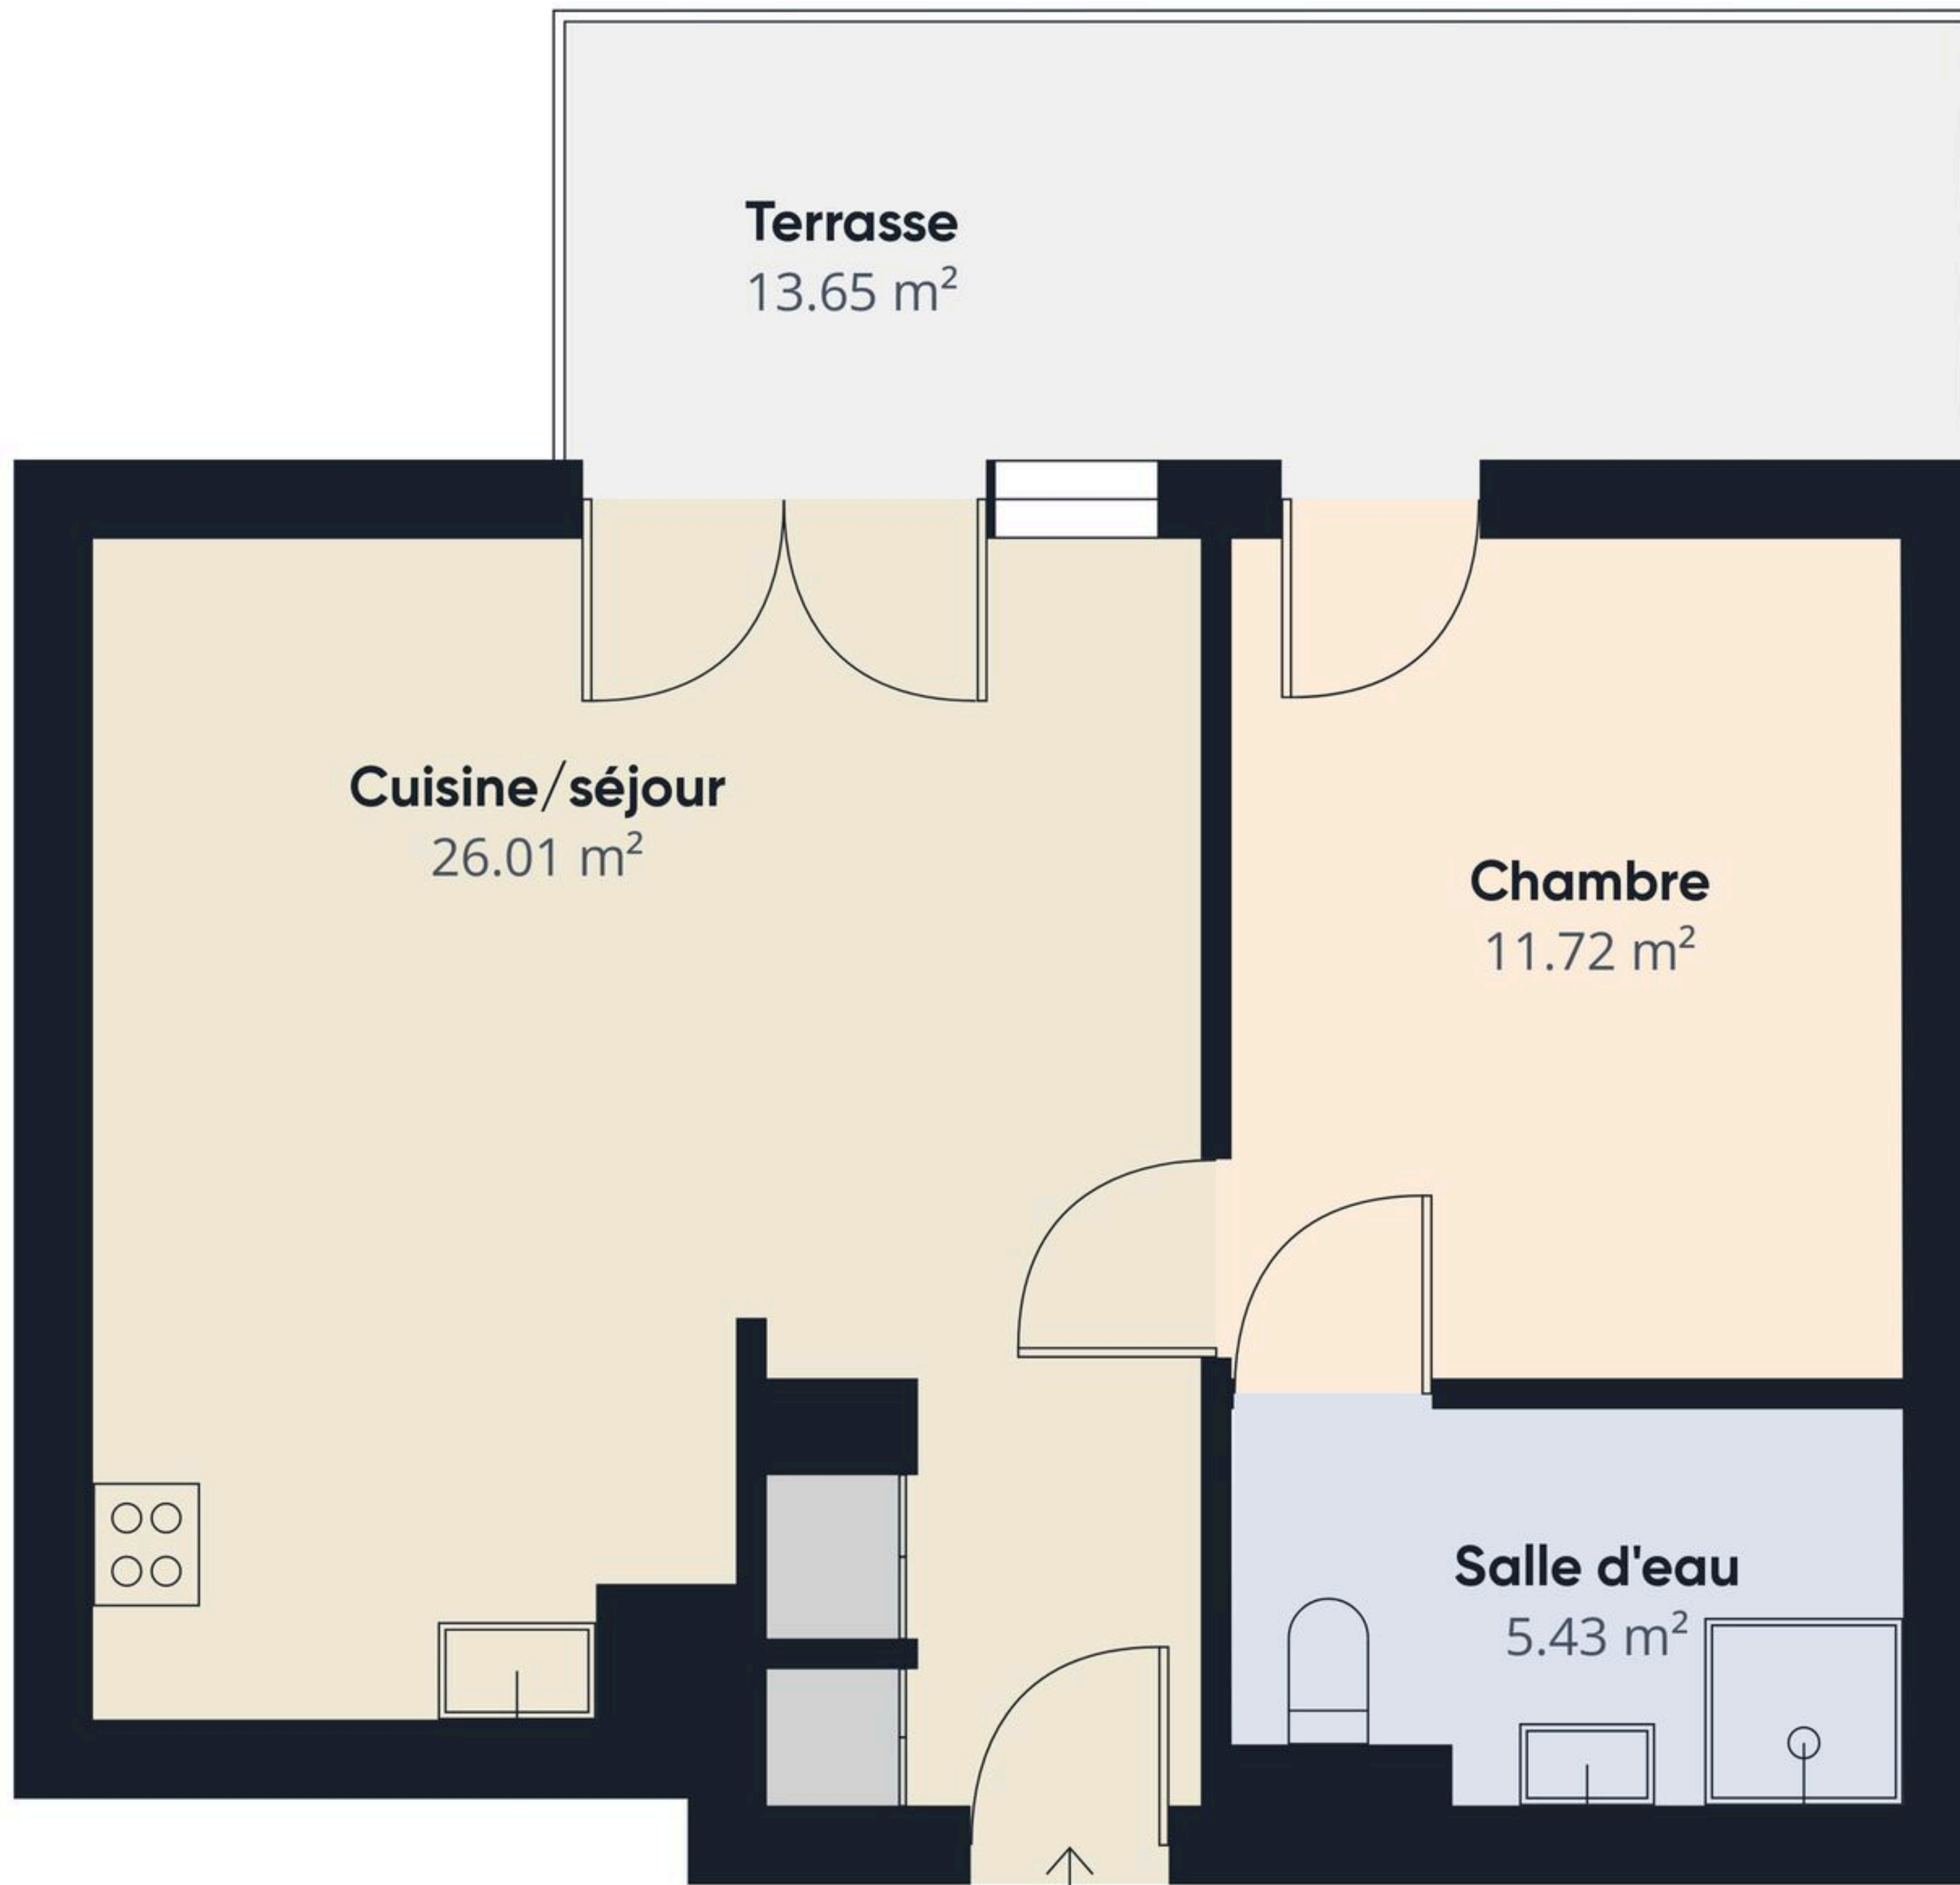 Terrasse
13.65 m²
Cuisine/séjour
26.01 m²
Chambre
11.72 m²
Salle d'eau
5.43 m²